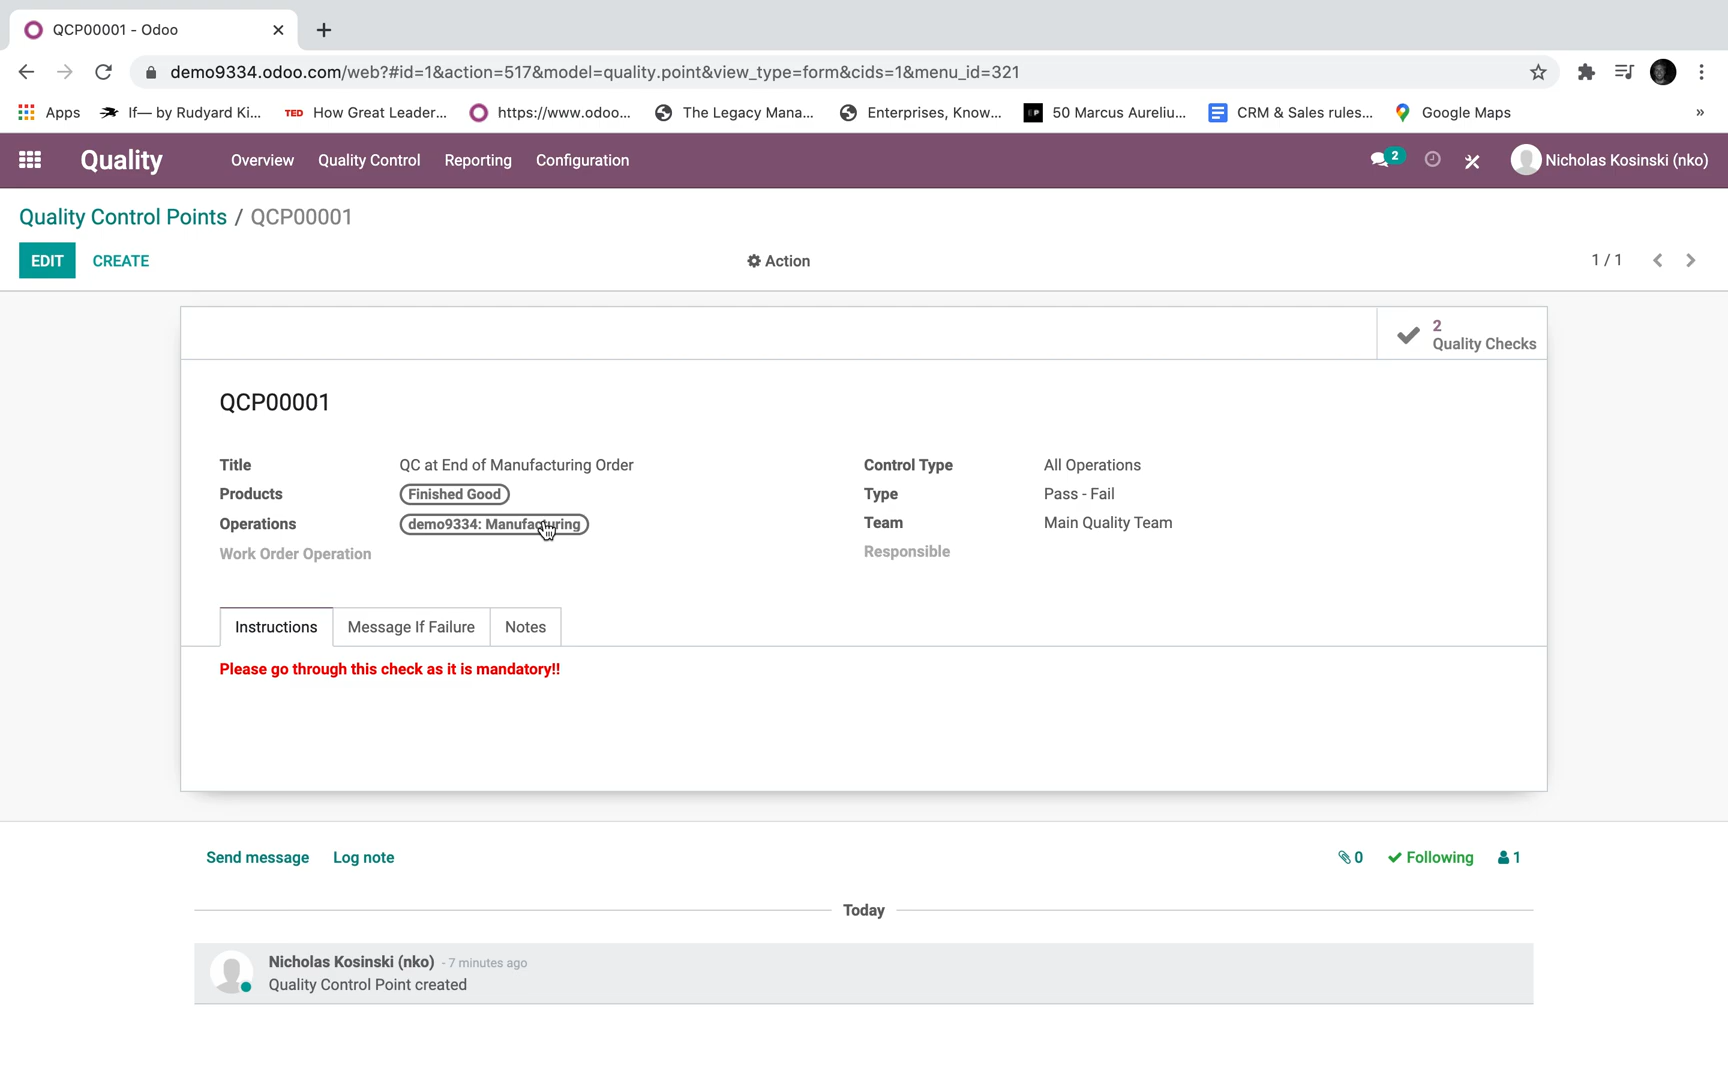 QCP00001 - Odoo
demo9334.odoo.com/web?#id=1&action=517&model=quality.point&view_type=form&cids=1&menu_id=321
Apps If— by Rudyard Ki... TED How Great Leader... https://www.odoo... The Legacy Mana... Enterprises, Know... 50 Marcus Aureliu... CRM & Sales rules... Google Maps »
Quality Overview Quality Control Reporting Configuration 2 Nicholas Kosinski (nko)
Quality Control Points / QCP00001
EDIT CREATE Action 1 / 1
2
Quality Checks
QCP00001
Title QC at End of Manufacturing Order Control Type All Operations
Products Finished Good Type Pass - Fail
Operations demo9334: Manufacturing Team Main Quality Team
Work Order Operation Responsible
Instructions Message If Failure Notes
Please go through this check as it is mandatory!!
Send message Log note 0 Following 1
Today
Nicholas Kosinski (nko) - 7 minutes ago
Quality Control Point created